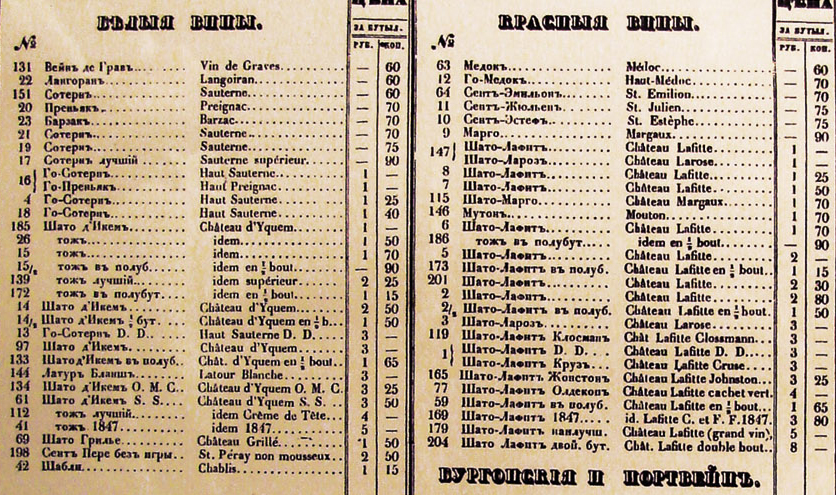 БѢЛЫЯ ВИНЫ.
ЦѢНА
ЗА БУТЫЛ.
№ РУБ. КОП.
131 Вейнъ де Гравъ Vin de Graves — 60
22 Лангоранъ Langoiran — 60
151 Сотернъ Sauterne — 60
20 Преньякъ Preignac — 70
23 Барзакъ Barzac — 70
21 Сотернъ Sauterne — 70
19 Сотернъ Sauterne — 75
17 Сотернъ лучшій Sauterne supérieur — 90
16 Го-Сотернъ Haut Sauterne 1 —
Го-Преньякъ Haut Preignac 1 —
4 Го-Сотернъ Haut Sauterne 1 25
18 Го-Сотернъ Haut Sauterne 1 40
185 Шато д'Икемъ Château d'Yquem 1 —
26 тожъ idem 1 50
15 тожъ idem 1 70
15/2 тожъ въ полуб. idem en ½ bout. — 90
139 тожъ лучшій idem supérieur 2 25
172 тожъ въ полубут. idem en ½ bout. 1 15
14 Шато д'Икемъ Château d'Yquem 2 50
14/2 Шато д'Икемъ ½ бут. Château d'Yquem en ½ b. 1 50
13 Го-Сотернъ D. D. Haut Sauterne D. D. 3 —
97 Шато д'Икемъ Château d'Yquem 3 —
133 Шато д'Икемъ въ полуб. Chât. d'Yquem en ½ bout. 1 65
144 Латуръ Бланшъ Latour Blanche 3 —
134 Шато д'Икемъ О. М. С. Château d'Yquem O. M. C. 3 25
61 Шато д'Икемъ S. S. Château d'Yquem S. S. 3 50
112 тожъ лучшій idem Crême de Tête 4 —
41 тожъ 1847 idem 1847 5 —
69 Шато Грилье Château Grillé 1 50
198 Сентъ Пере безъ игры St. Péray non mousseux 2 50
42 Шабли Chablis 1 15
КРАСНЫЯ ВИНЫ.
ЦѢНА
ЗА БУТЫЛ.
№ РУБ. КОП.
63 Медокъ Médoc — 60
12 Го-Медокъ Haut-Médoc — 70
64 Сентъ-Эмильонъ St. Emilion — 70
11 Сентъ-Жюльенъ St. Julien — 75
10 Сентъ-Эстефъ St. Estèphe — 75
9 Марго Margaux — 90
147 Шато-Лафитъ Château Lafitte 1 —
Шато-Ларозъ Château Larose 1 —
8 Шато-Лафитъ Château Lafitte 1 25
7 Шато-Лафитъ Château Lafitte 1 50
115 Шато-Марго Château Margaux 1 70
146 Мутонъ Mouton 1 70
6 Шато-Лафитъ Château Lafitte 1 70
186 тожъ въ полубут. idem en ½ bout. — 90
5 Шато-Лафитъ Château Lafitte 2 —
173 Шато-Лафитъ въ полуб. Château Lafitte en ½ bout. 1 15
201 Шато-Лафитъ Château Lafitte 2 30
2 Шато-Лафитъ Château Lafitte 2 80
2/2 Шато-Лафитъ въ полуб. Château Lafitte en ½ bout. 1 50
3 Шато-Ларозъ Château Larose 3 —
119 Шато-Лафитъ Клосманъ Chât Lafitte Clossmann 3 —
1 Шато-Лафитъ D. D. Château Lafitte D. D. 3 —
Шато-Лафитъ Крузъ Château Lafitte Cruse 3 —
165 Шато-Лафитъ Жонстонъ Château Lafitte Johnston 3 25
77 Шато-Лафитъ Олдекопъ Château Lafitte cachet vert. 4 —
59 Шато-Лафитъ въ полуб. Château Lafitte en ½ bout. 1 65
169 Шато-Лафитъ 1847 id. Lafitte C. et F. F. 1847. 3 80
179 Шато-Лафитъ наилучш. Château Lafitte (grand vin) 5 —
204 Шато Лафитъ двой. бут. Chât. Lafitte double bout. 8 —
БУРГОНСКІЯ И ПОРТВЕЙНЪ.